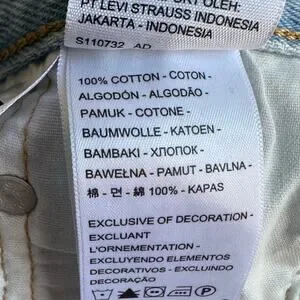 OLEH:
PT LEVI STRAUSS INDONESIA
JAKARTA - INDONESIA
S110732 AD
100% COTTON - COTON -
ALGODÓN - ALGODÃO -
PAMUK - COTONE -
BAUMWOLLE - KATOEN -
BAMBAKI - ХЛОПОК -
BAWEŁNA - PAMUT - BAVLNA -
棉 - 면 - 綿 100% - KAPAS
EXCLUSIVE OF DECORATION -
EXCLUANT
L'ORNEMENTATION -
EXCLUYENDO ELEMENTOS
DECORATIVOS - EXCLUINDO
DECORAÇÃO